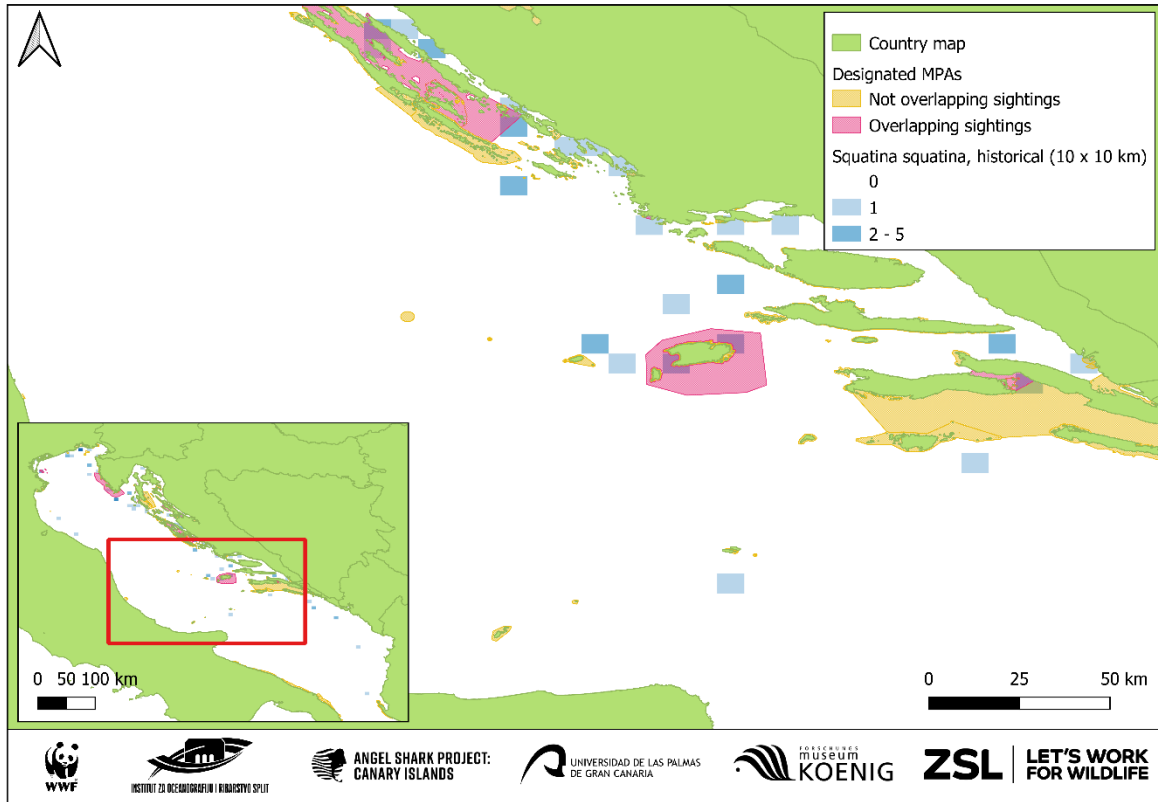 Country map
Designated MPAs
Not overlapping sightings
Overlapping sightings
Squatina squatina, historical (10 x 10 km)
0
1
2 - 5
0 50 100 km
0 25 50 km
WWF
INSTITUT ZA OCEANOGRAFIJU I RIBARSTVO SPLIT
ANGEL SHARK PROJECT:
CANARY ISLANDS
UNIVERSIDAD DE LAS PALMAS
DE GRAN CANARIA
FORSCHUNGS
museum
KOENIG
ZSL
LET'S WORK
FOR WILDLIFE